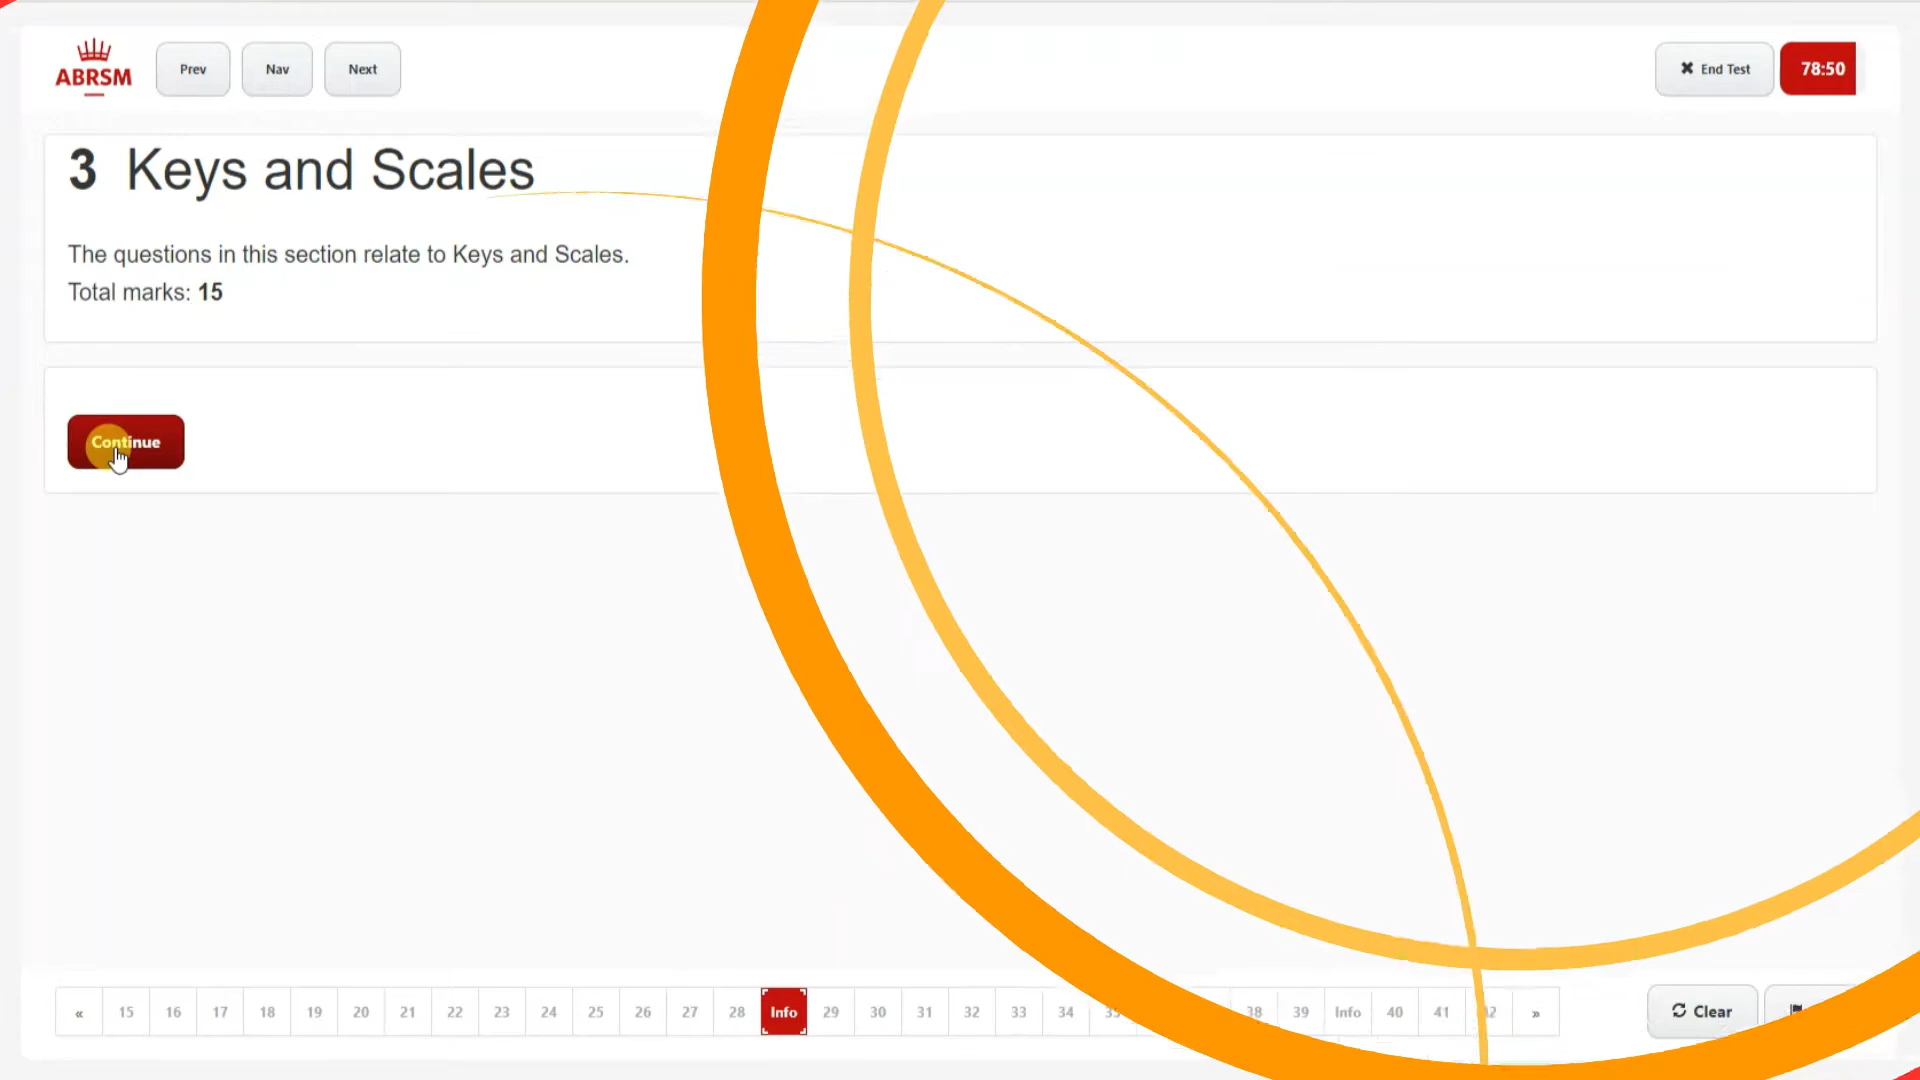 ABRSM
Prev
Nav
Next
End Test
78:50
3 Keys and Scales
The questions in this section relate to Keys and Scales.
Total marks: 15
Continue
« 15 16 17 18 19 20 21 22 23 24 25 26 27 28 Info 29 30 31 32 33 34 38 39 Info 40 41 »
Clear